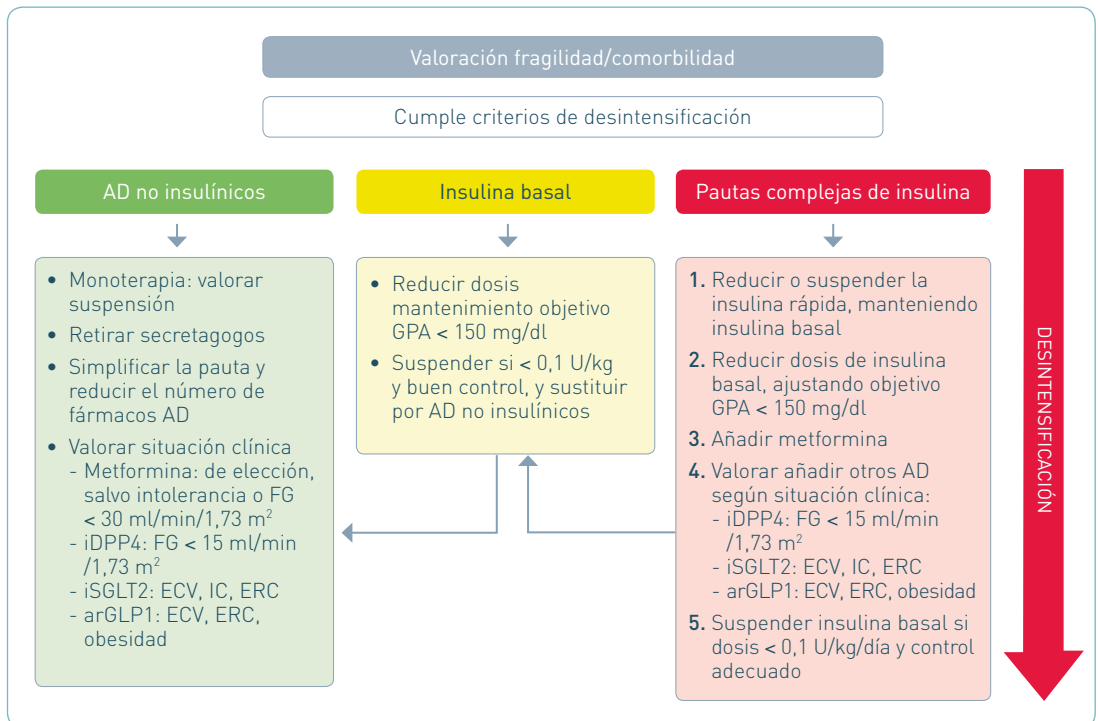 Valoración fragilidad/comorbilidad
Cumple criterios de desintensificación
AD no insulínicos
• Monoterapia: valorar
suspensión
• Retirar secretagogos
• Simplificar la pauta y
reducir el número de
fármacos AD
• Valorar situación clínica
- Metformina: de elección,
salvo intolerancia o FG
< 30 ml/min/1,73 m²
- iDPP4: FG < 15 ml/min
/1,73 m²
- iSGLT2: ECV, IC, ERC
- arGLP1: ECV, ERC,
obesidad
Insulina basal
• Reducir dosis
mantenimiento objetivo
GPA < 150 mg/dl
• Suspender si < 0,1 U/kg
y buen control, y sustituir
por AD no insulínicos
Pautas complejas de insulina
1. Reducir o suspender la
insulina rápida, manteniendo
insulina basal
2. Reducir dosis de insulina
basal, ajustando objetivo
GPA < 150 mg/dl
3. Añadir metformina
4. Valorar añadir otros AD
según situación clínica:
- iDPP4: FG < 15 ml/min
/1,73 m²
- iSGLT2: ECV, IC, ERC
- arGLP1: ECV, ERC, obesidad
5. Suspender insulina basal si
dosis < 0,1 U/kg/día y control
adecuado
DESINTENSIFICACIÓN